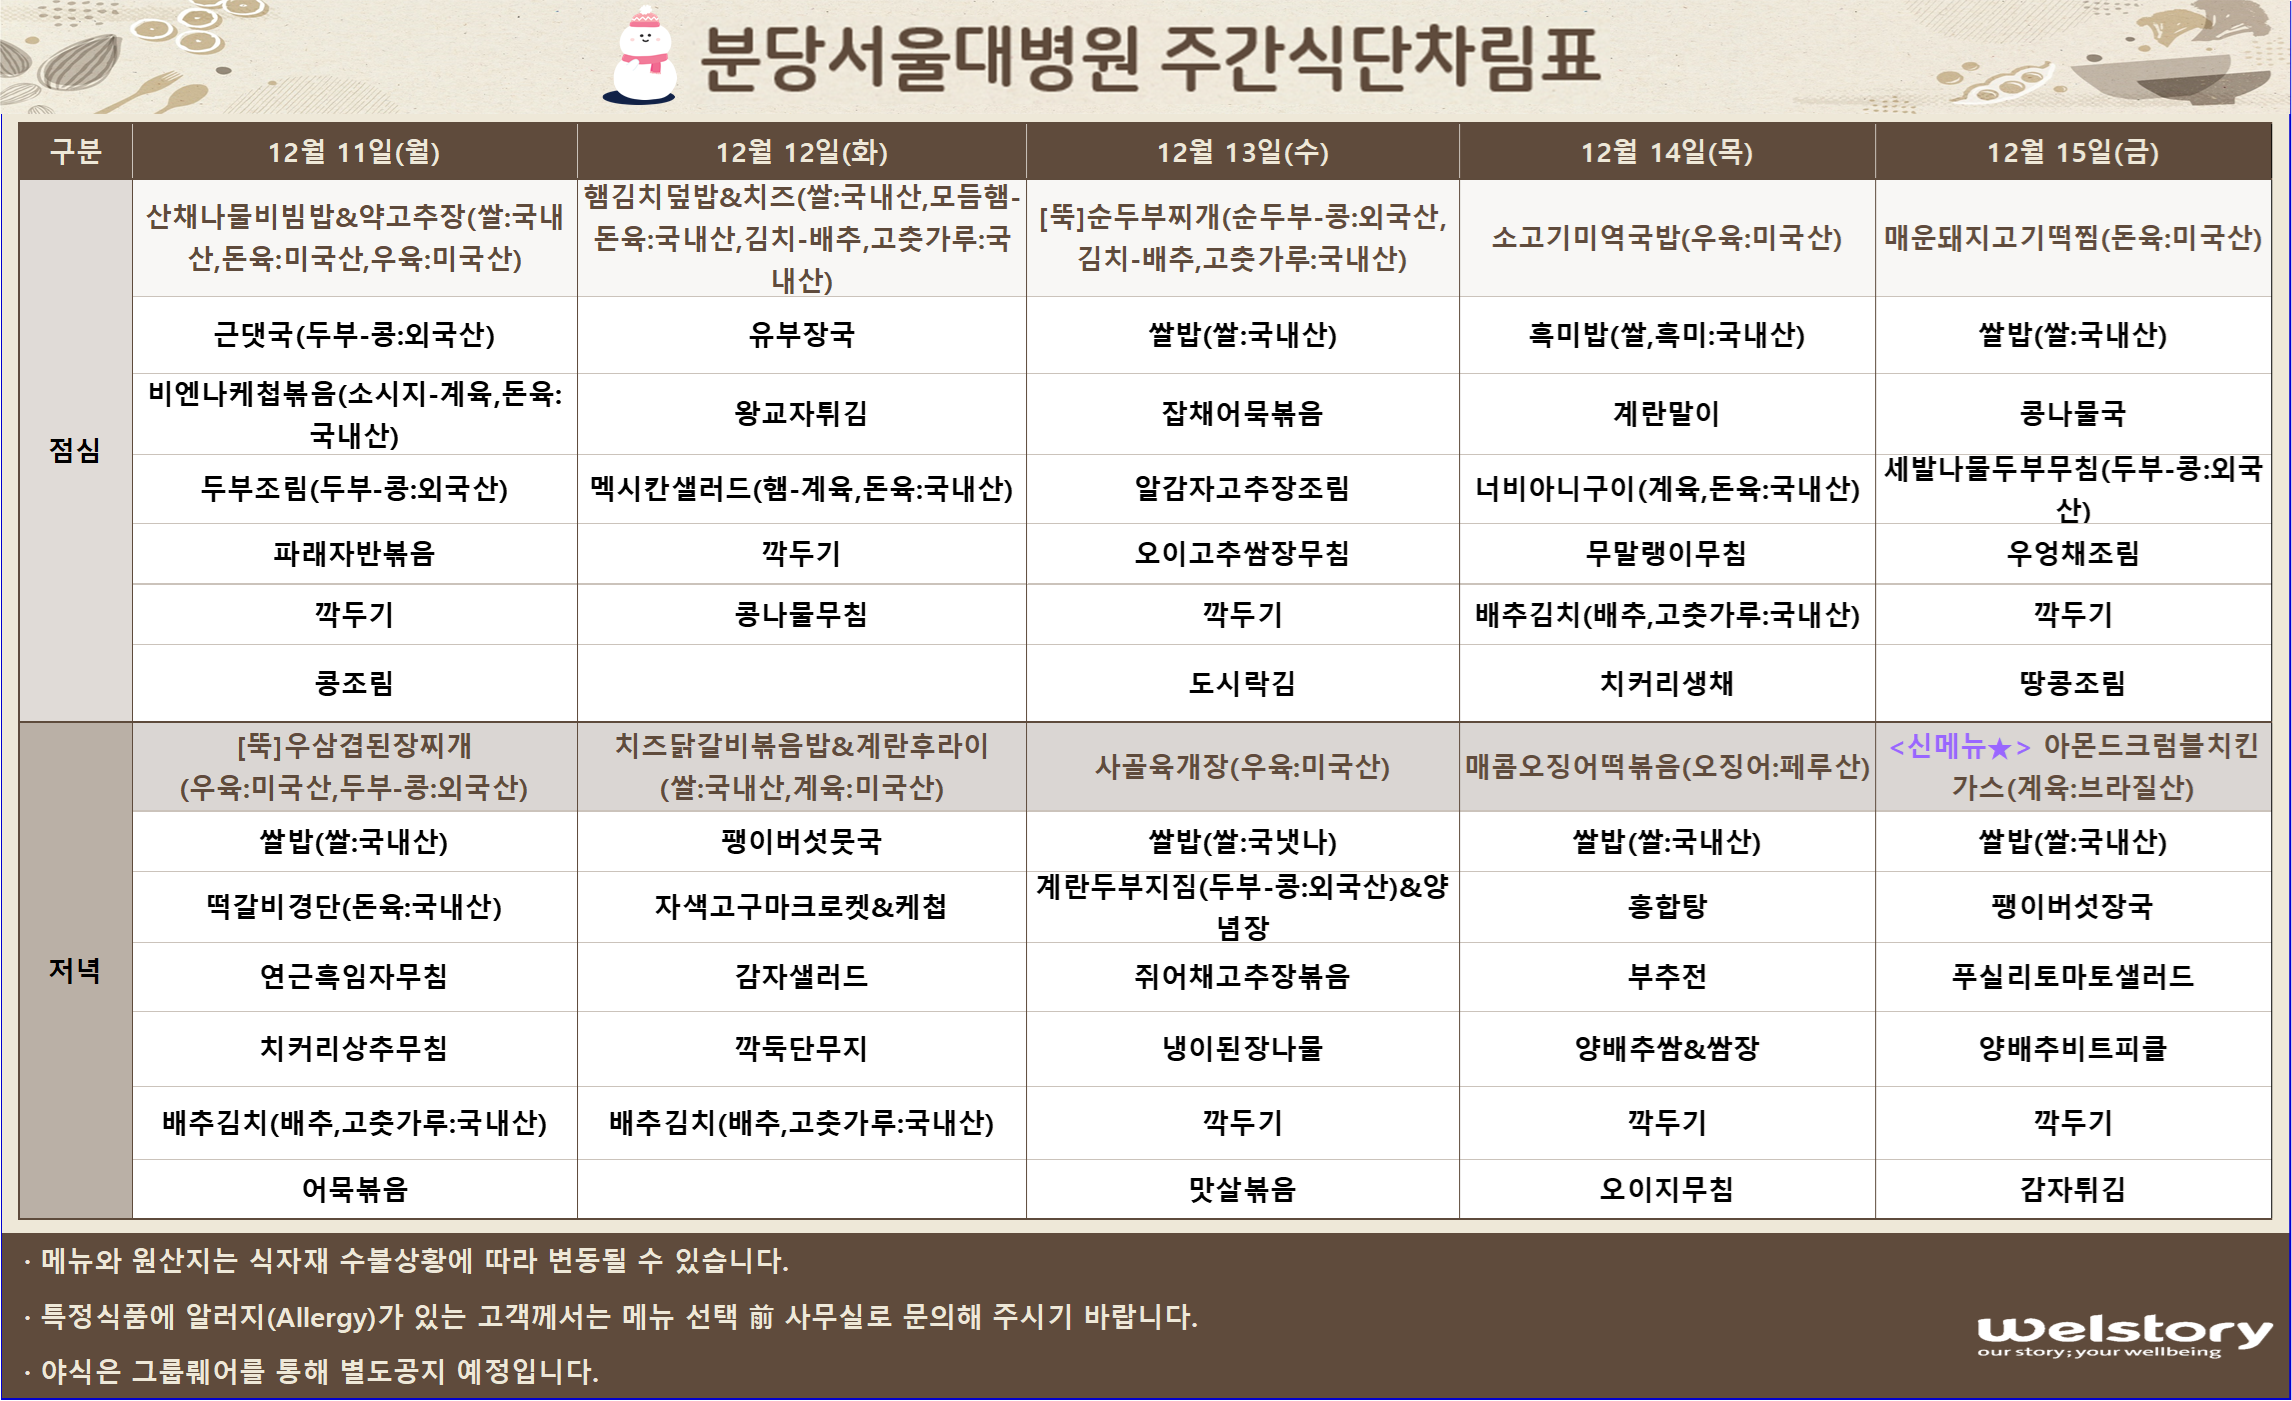 분당서울대병원 주간식단차림표
구분
12월 11일(월)
12월 12일(화)
12월 13일(수)
12월 14일(목)
12월 15일(금)
점심
산채나물비빔밥&약고추장(쌀:국내
산,돈육:미국산,우육:미국산)
햄김치덮밥&치즈(쌀:국내산,모듬햄-
돈육:국내산,김치-배추,고춧가루:국
내산)
[뚝]순두부찌개(순두부-콩:외국산,
김치-배추,고춧가루:국내산)
소고기미역국밥(우육:미국산)
매운돼지고기떡찜(돈육:미국산)
근댓국(두부-콩:외국산)
유부장국
쌀밥(쌀:국내산)
흑미밥(쌀,흑미:국내산)
쌀밥(쌀:국내산)
비엔나케첩볶음(소시지-계육,돈육:
국내산)
왕교자튀김
잡채어묵볶음
계란말이
콩나물국
두부조림(두부-콩:외국산)
멕시칸샐러드(햄-계육,돈육:국내산)
알감자고추장조림
너비아니구이(계육,돈육:국내산)
세발나물두부무침(두부-콩:외국
산)
파래자반볶음
깍두기
오이고추쌈장무침
무말랭이무침
우엉채조림
깍두기
콩나물무침
깍두기
배추김치(배추,고춧가루:국내산)
깍두기
콩조림
도시락김
치커리생채
땅콩조림
저녁
[뚝]우삼겹된장찌개
(우육:미국산,두부-콩:외국산)
치즈닭갈비볶음밥&계란후라이
(쌀:국내산,계육:미국산)
사골육개장(우육:미국산)
매콤오징어떡볶음(오징어:페루산)
<신메뉴★> 아몬드크럼블치킨
가스(계육:브라질산)
쌀밥(쌀:국내산)
팽이버섯뭇국
쌀밥(쌀:국냇나)
쌀밥(쌀:국내산)
쌀밥(쌀:국내산)
떡갈비경단(돈육:국내산)
자색고구마크로켓&케첩
계란두부지짐(두부-콩:외국산)&양
념장
홍합탕
팽이버섯장국
연근흑임자무침
감자샐러드
쥐어채고추장볶음
부추전
푸실리토마토샐러드
치커리상추무침
깍둑단무지
냉이된장나물
양배추쌈&쌈장
양배추비트피클
배추김치(배추,고춧가루:국내산)
배추김치(배추,고춧가루:국내산)
깍두기
깍두기
깍두기
어묵볶음
맛살볶음
오이지무침
감자튀김
· 메뉴와 원산지는 식자재 수불상황에 따라 변동될 수 있습니다.
· 특정식품에 알러지(Allergy)가 있는 고객께서는 메뉴 선택 前 사무실로 문의해 주시기 바랍니다.
· 야식은 그룹뤠어를 통해 별도공지 예정입니다.
welstory
our story; your wellbeing